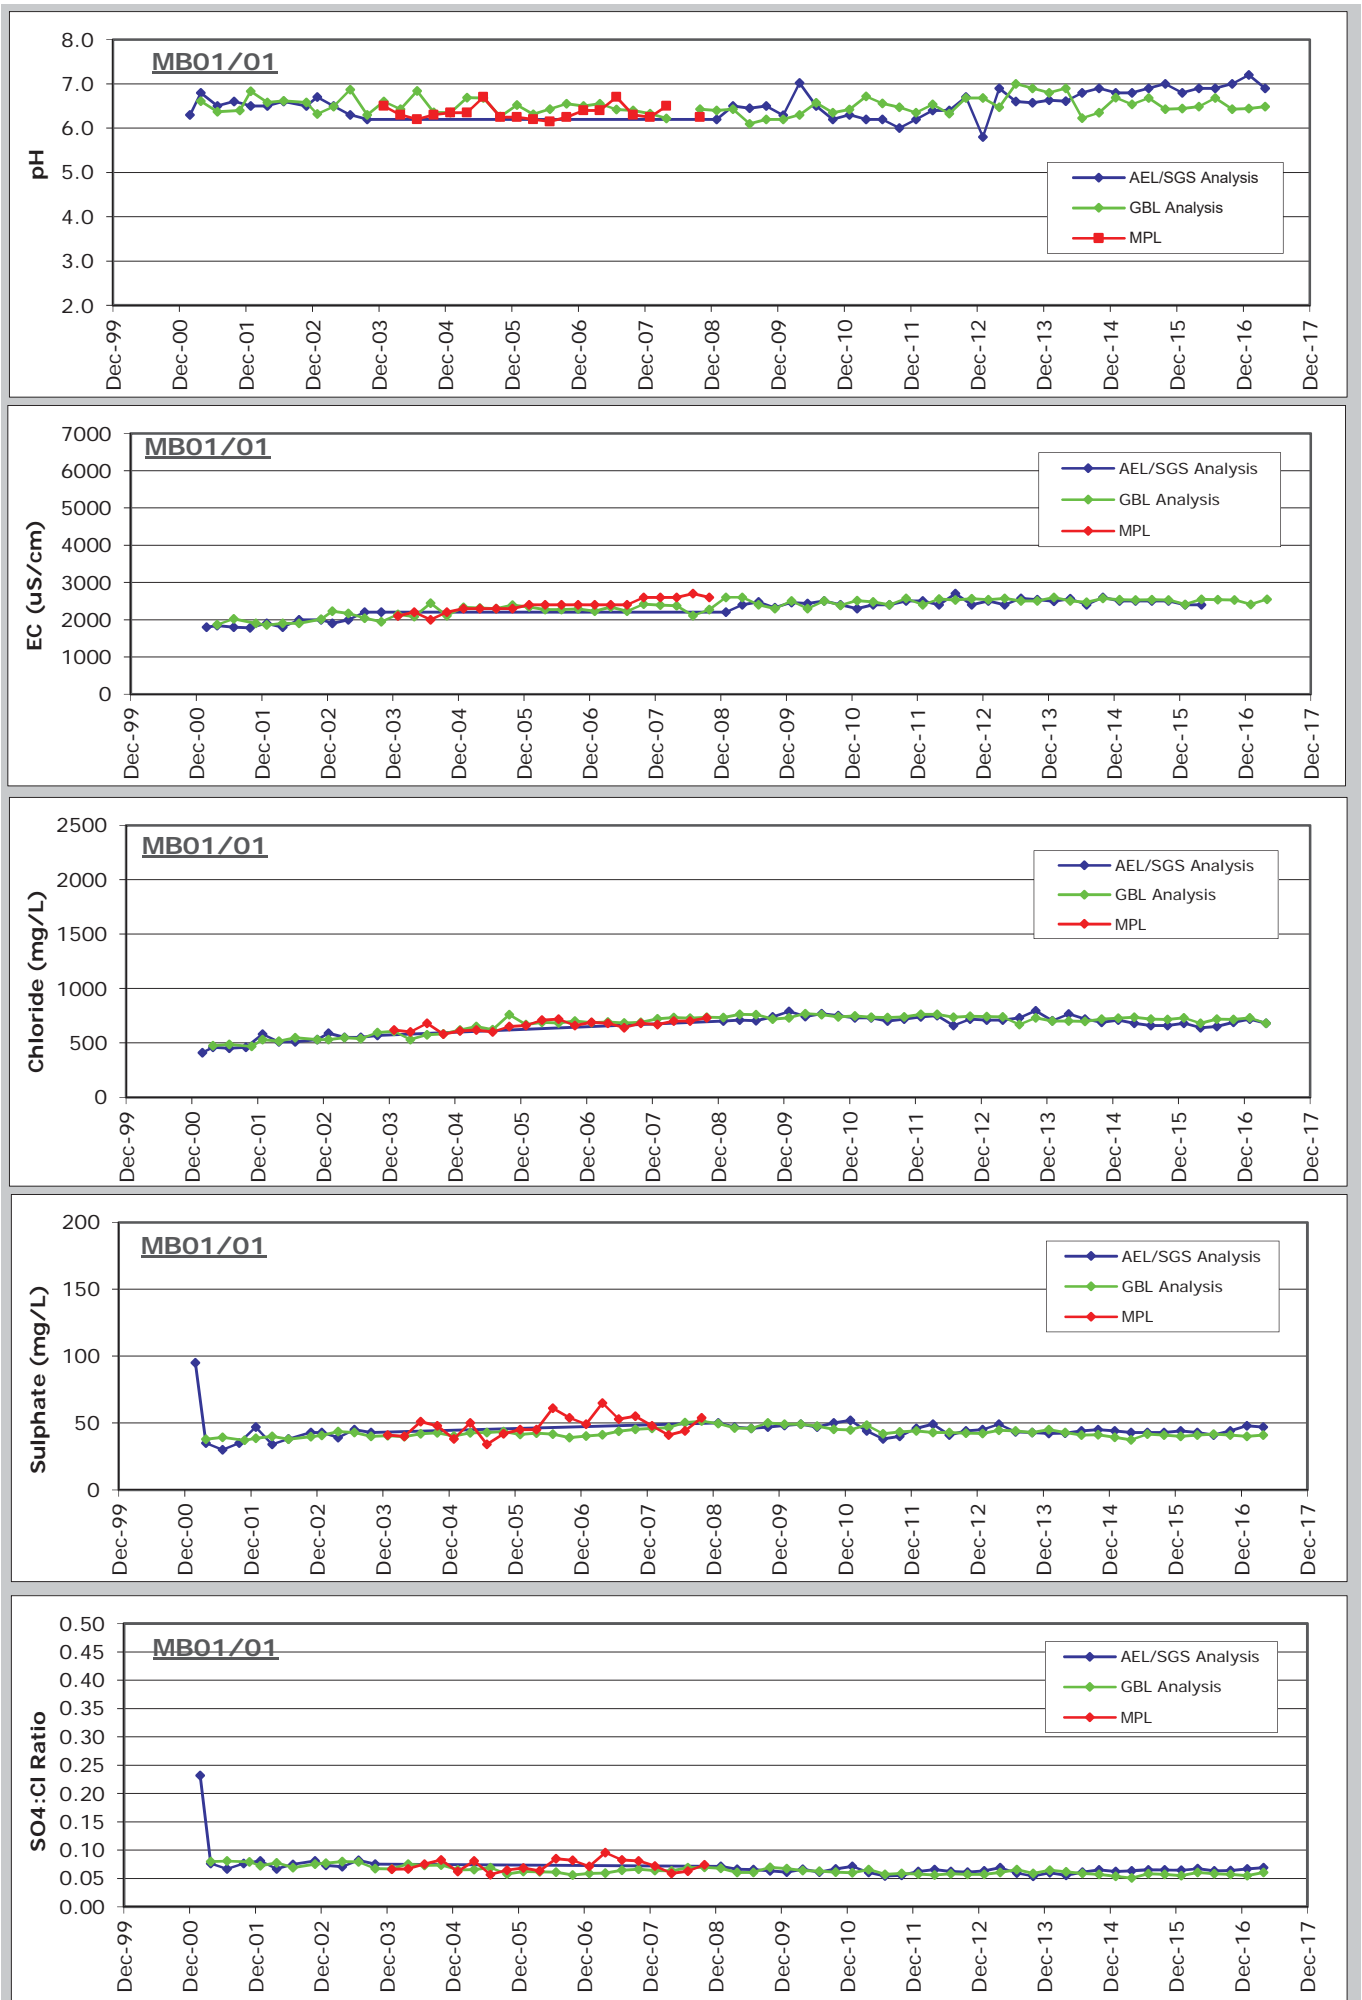 MB01/01
pH
8.0
7.0
6.0
5.0
4.0
3.0
2.0
AEL/SGS Analysis
GBL Analysis
MPL
Dec-99
Dec-00
Dec-01
Dec-02
Dec-03
Dec-04
Dec-05
Dec-06
Dec-07
Dec-08
Dec-09
Dec-10
Dec-11
Dec-12
Dec-13
Dec-14
Dec-15
Dec-16
Dec-17
MB01/01
EC (uS/cm)
7000
6000
5000
4000
3000
2000
1000
0
AEL/SGS Analysis
GBL Analysis
MPL
Dec-99
Dec-00
Dec-01
Dec-02
Dec-03
Dec-04
Dec-05
Dec-06
Dec-07
Dec-08
Dec-09
Dec-10
Dec-11
Dec-12
Dec-13
Dec-14
Dec-15
Dec-16
Dec-17
MB01/01
Chloride (mg/L)
2500
2000
1500
1000
500
0
AEL/SGS Analysis
GBL Analysis
MPL
Dec-99
Dec-00
Dec-01
Dec-02
Dec-03
Dec-04
Dec-05
Dec-06
Dec-07
Dec-08
Dec-09
Dec-10
Dec-11
Dec-12
Dec-13
Dec-14
Dec-15
Dec-16
Dec-17
MB01/01
Sulphate (mg/L)
200
150
100
50
0
AEL/SGS Analysis
GBL Analysis
MPL
Dec-99
Dec-00
Dec-01
Dec-02
Dec-03
Dec-04
Dec-05
Dec-06
Dec-07
Dec-08
Dec-09
Dec-10
Dec-11
Dec-12
Dec-13
Dec-14
Dec-15
Dec-16
Dec-17
MB01/01
SO4:Cl Ratio
0.50
0.45
0.40
0.35
0.30
0.25
0.20
0.15
0.10
0.05
0.00
AEL/SGS Analysis
GBL Analysis
MPL
Dec-99
Dec-00
Dec-01
Dec-02
Dec-03
Dec-04
Dec-05
Dec-06
Dec-07
Dec-08
Dec-09
Dec-10
Dec-11
Dec-12
Dec-13
Dec-14
Dec-15
Dec-16
Dec-17